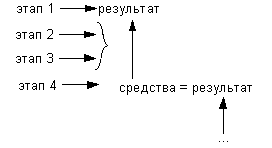 этап 1 результат
этап 2
этап 3
этап 4
средства = результат
...